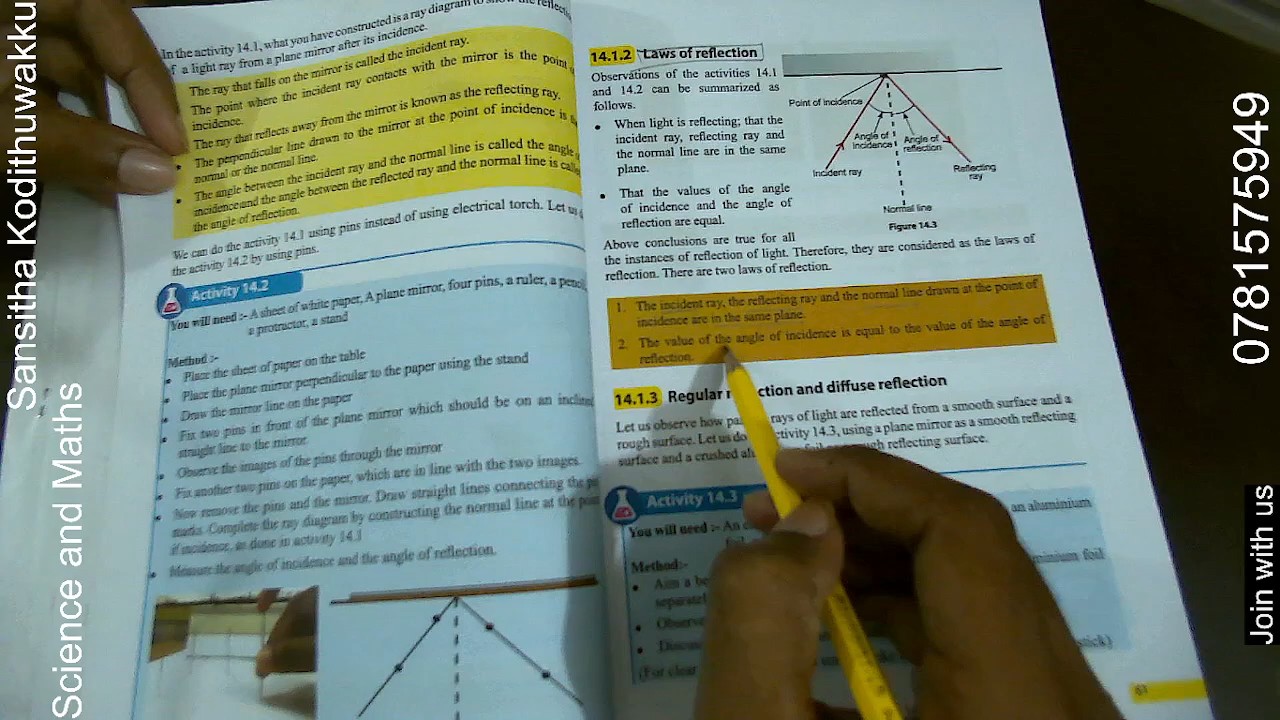 Sansitha Kodithuwakku
Science and Maths
In the activity 14.1, what you have constructed is a ray diagram to show the
of a light ray from a plane mirror after its incidence.
The ray that falls on the mirror is called the incident ray.
The point where the incident ray contacts with the mirror is the point
incidence.
The ray that reflects away from the mirror is known as the reflecting ray.
• The perpendicular line drawn to the mirror at the point of incidence is
normal or the normal line.
• The angle between the incident ray and the normal line is called the angle
incidence and the angle between the reflected ray and the normal line is
the angle of reflection.
We can do the activity 14.1 using pins instead of using electrical torch. Let us
the activity 14.2 by using pins.
Activity 14.2
You will need :- A sheet of white paper, A plane mirror, four pins, a ruler, a
a protractor, a stand
Method :-
• Place the sheet of paper on the table
• Place the plane mirror perpendicular to the paper using the stand
• Draw the mirror line on the paper
• Fix two pins in front of the plane mirror which should be on an
straight line to the mirror.
• Observe the images of the pins through the mirror
• Fix another two pins on the paper, which are in line with the two images.
• Now remove the pins and the mirror. Draw straight lines connecting the
marks. Complete the ray diagram by constructing the normal line at the
if incidence, as done in activity 14.1
• Measure the angle of incidence and the angle of reflection.
14.1.2 Laws of reflection
Observations of the activities 14.1
and 14.2 can be summarized as
follows.
• When light is reflecting; that the
incident ray, reflecting ray and
the normal line are in the same
plane.
• That the values of the angle
of incidence and the angle of
reflection are equal.
Point of incidence
Angle of
incidence
Angle of
reflection
Incident ray
Reflecting
ray
Normal line
Figure 14.3
Above conclusions are true for all
the instances of reflection of light. Therefore, they are considered as the laws of
reflection. There are two laws of reflection.
1. The incident ray, the reflecting ray and the normal line drawn at the point of
incidence are in the same plane.
2. The value of the angle of incidence is equal to the value of the angle of
reflection.
14.1.3 Regular and diffuse reflection
Let us observe how rays of light are reflected from a smooth surface and a
rough surface. Let us do activity 14.3, using a plane mirror as a smooth reflecting
surface and a crushed reflecting surface.
Activity 14.3
You will need :- An aluminium
Method:-
• Aim a foil
• Observe
•
(For clear stick)
61
0781575949
Join with us